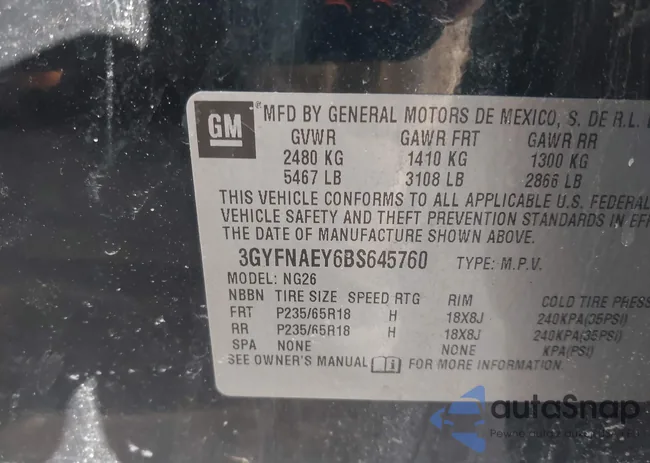 GM
MFD BY GENERAL MOTORS DE MEXICO, S. DE R.L.
GVWR GAWR FRT GAWR RR
2480 KG 1410 KG 1300 KG
5467 LB 3108 LB 2866 LB
THIS VEHICLE CONFORMS TO ALL APPLICABLE U.S. FEDERAL
VEHICLE SAFETY AND THEFT PREVENTION STANDARDS IN EFF
THE DATE OF MANUFACTURE SHOWN ABOVE.
3GYFNAEY6BS645760 TYPE: M.P.V.
MODEL: NG26
NBBN TIRE SIZE SPEED RTG RIM COLD TIRE PRESS
FRT P235/65R18 H 18X8J 240KPA(35PSI)
RR P235/65R18 H 18X8J 240KPA(35PSI)
SPA NONE NONE KPA(PSI)
SEE OWNER'S MANUAL FOR MORE INFORMATION.
autaSnap
Pewne auta